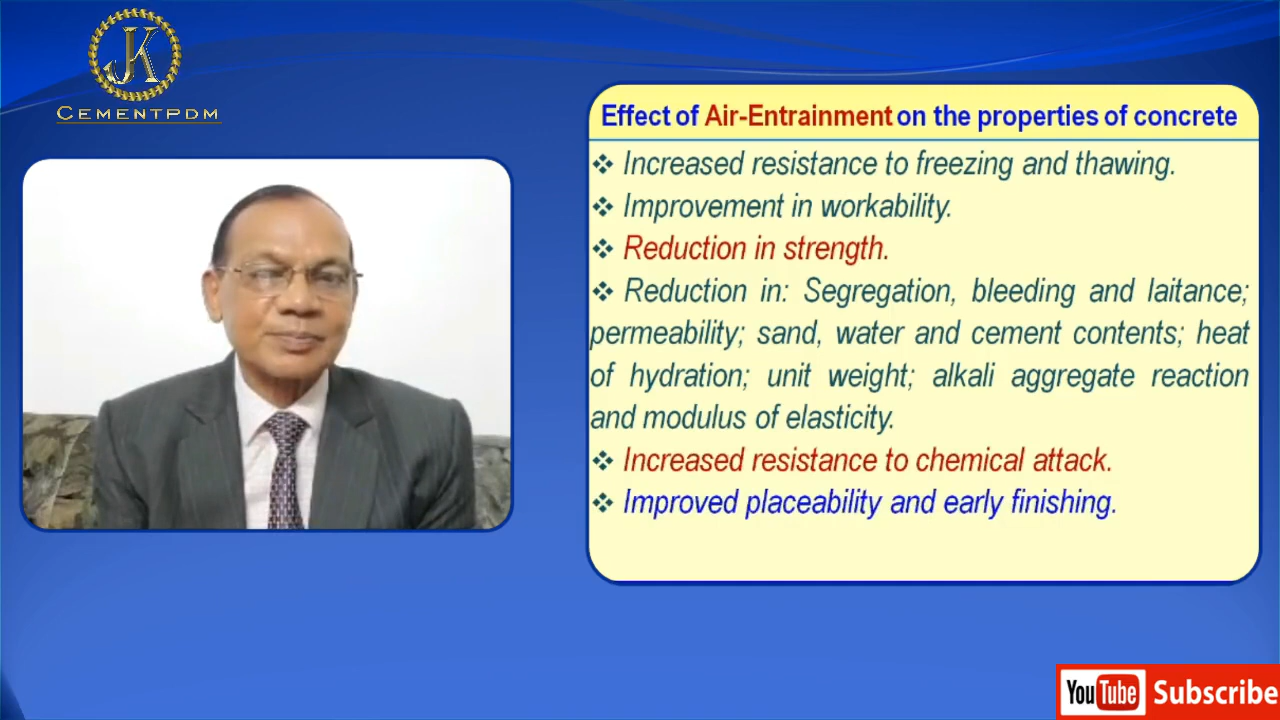 JK
CEMENTPDM
Effect of Air-Entrainment on the properties of concrete
❖ Increased resistance to freezing and thawing.
❖ Improvement in workability.
❖ Reduction in strength.
❖ Reduction in: Segregation, bleeding and laitance;
permeability; sand, water and cement contents; heat
of hydration; unit weight; alkali aggregate reaction
and modulus of elasticity.
❖ Increased resistance to chemical attack.
❖ Improved placeability and early finishing.
YouTube Subscribe